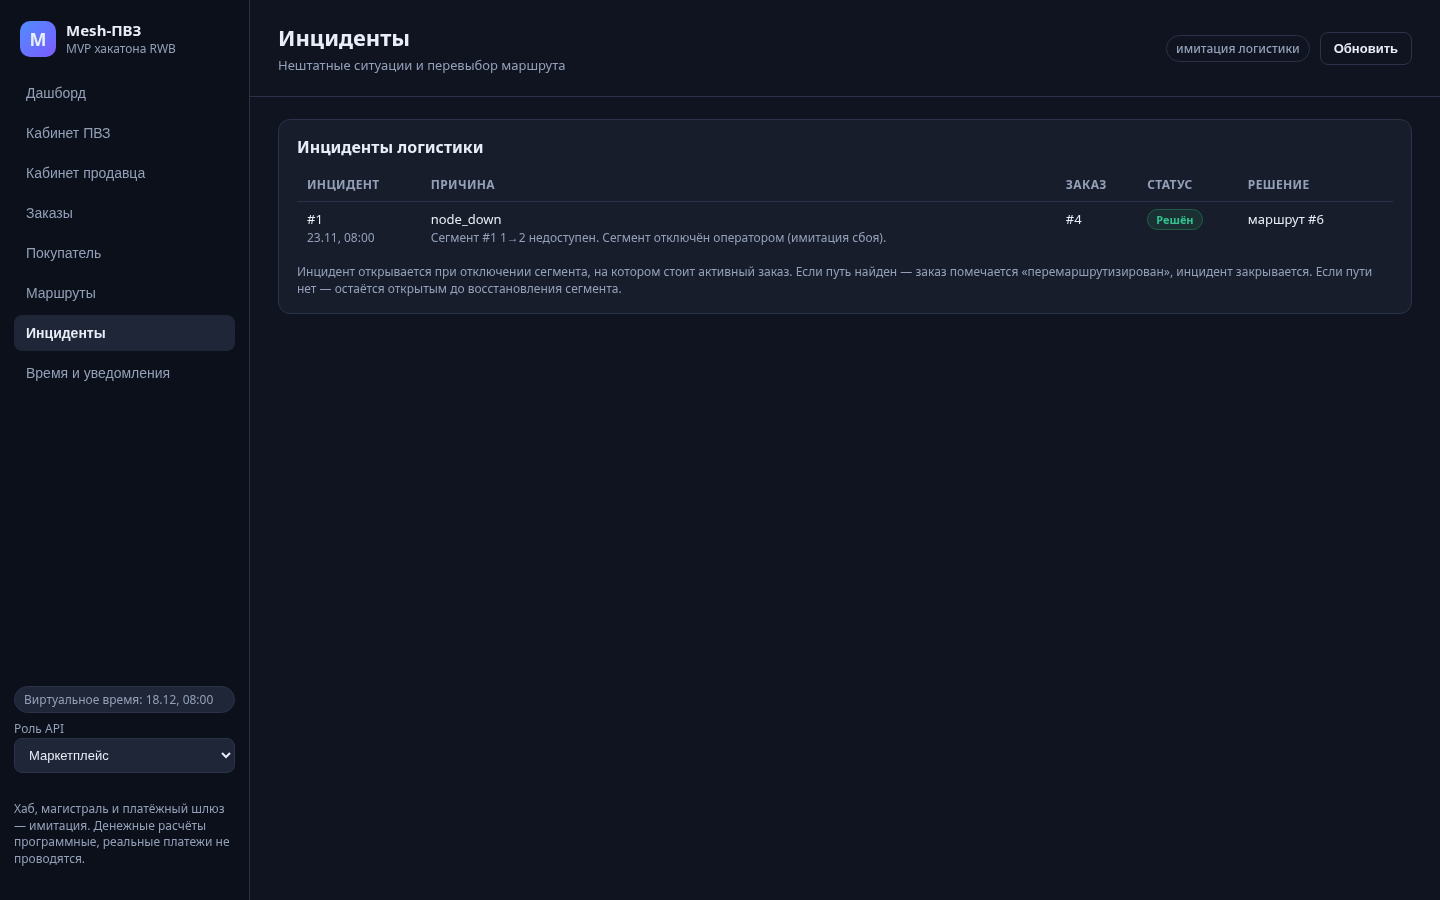 M
Mesh-ПВЗ
MVP хакатона RWB
Дашборд
Кабинет ПВЗ
Кабинет продавца
Заказы
Покупатель
Маршруты
Инциденты
Время и уведомления
Виртуальное время: 18.12, 08:00
Роль API
Маркетплейс
Хаб, магистраль и платёжный шлюз
— имитация. Денежные расчёты
программные, реальные платежи не
проводятся.
Инциденты
Нештатные ситуации и перевыбор маршрута
имитация логистики
Обновить
Инциденты логистики
ИНЦИДЕНТ ПРИЧИНА ЗАКАЗ СТАТУС РЕШЕНИЕ
#1 node_down #4 Решён маршрут #6
23.11, 08:00 Сегмент #1 1→2 недоступен. Сегмент отключён оператором (имитация сбоя).
Инцидент открывается при отключении сегмента, на котором стоит активный заказ. Если путь найден — заказ помечается «перемаршрутизирован», инцидент закрывается. Если пути
нет — остаётся открытым до восстановления сегмента.